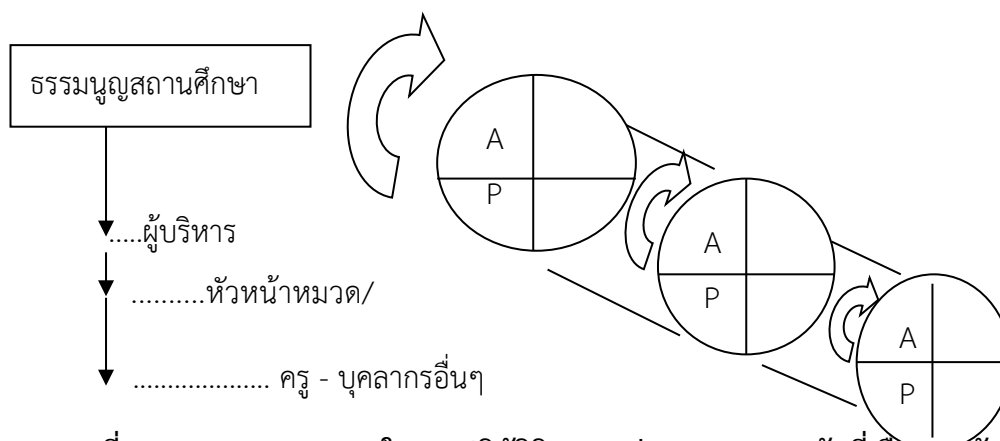 ธรรมนูญสถานศึกษา
A
P
.....ผู้บริหาร
A
P
..........หัวหน้าหมวด/
A
P
................... ครู - บุคลากรอื่นๆ